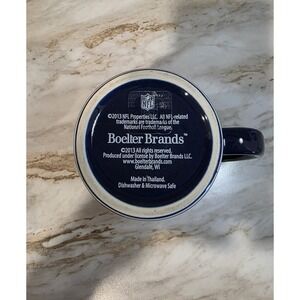 NFL
©2013 NFL Properties LLC. All NFL-related
trademarks are trademarks of the
National Football League.
Boelter Brands™
©2013 All rights reserved.
Produced under license by Boelter Brands LLC.
www.boelterbrands.com
Glendale, WI
Made in Thailand.
Dishwasher & Microwave Safe